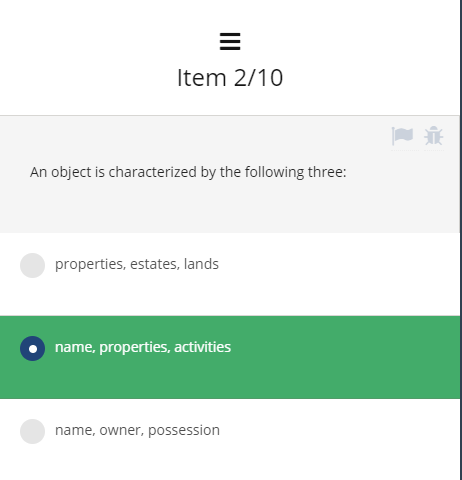 Item 2/10
An object is characterized by the following three:
properties, estates, lands
name, properties, activities
name, owner, possession